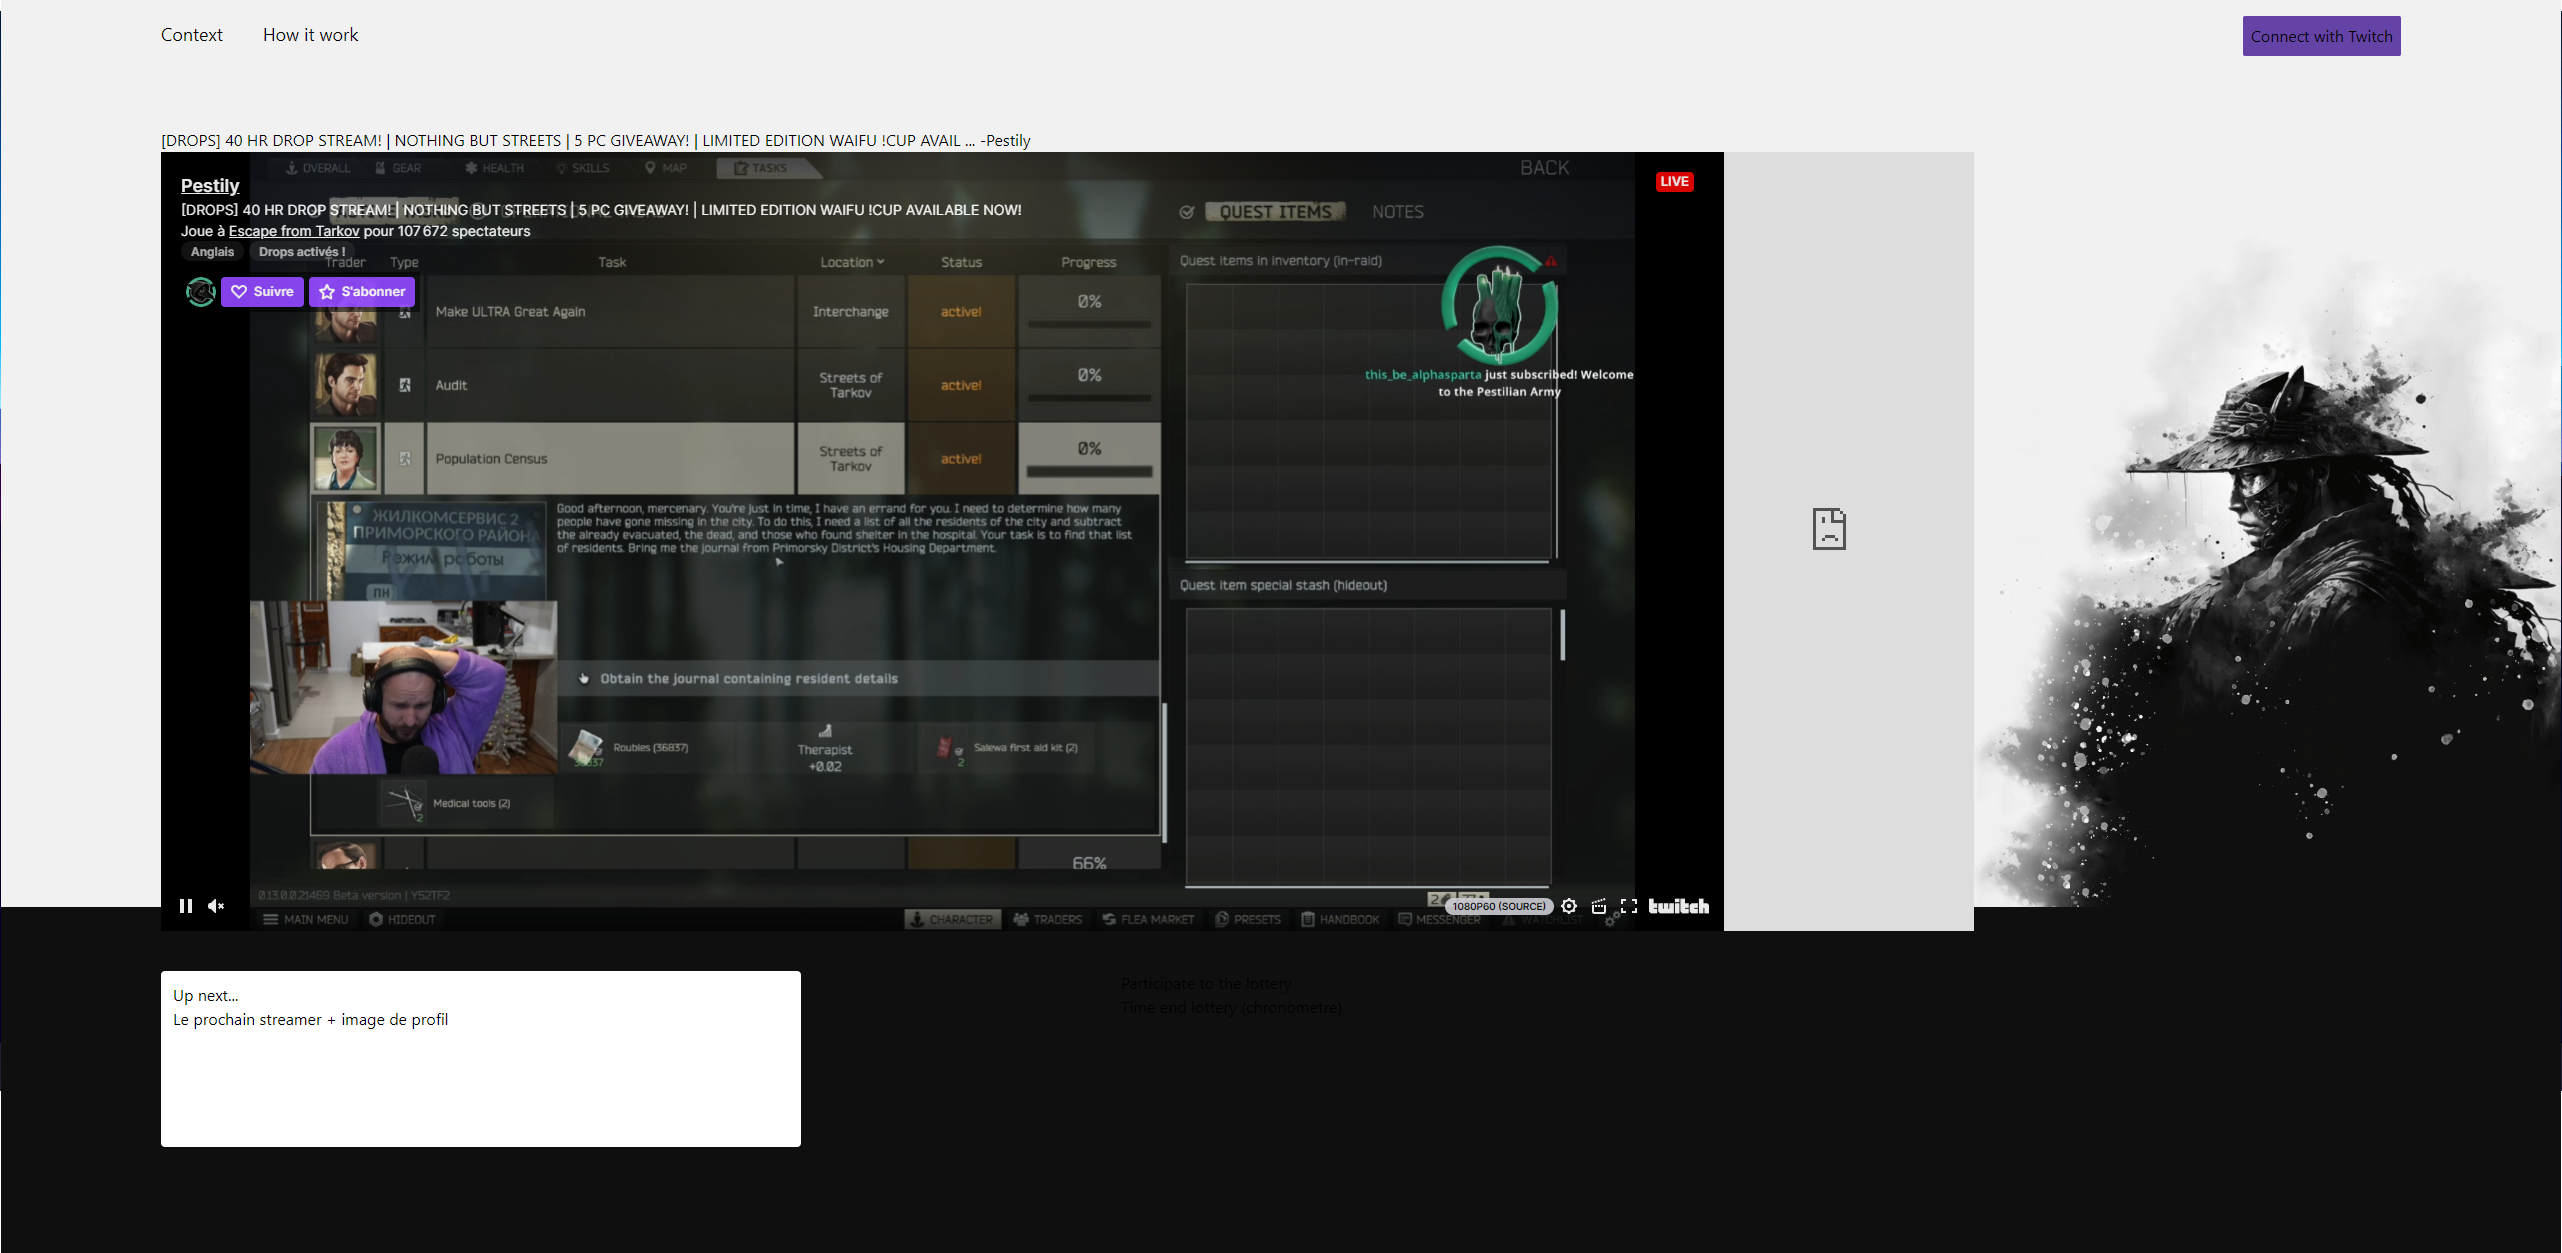 Context How it work Connect with Twitch
[DROPS] 40 HR DROP STREAM! | NOTHING BUT STREETS | 5 PC GIVEAWAY! | LIMITED EDITION WAIFU !CUP AVAIL ... -Pestily
OVERALL GEAR HEALTH SKILLS MAP TASKS BACK
Pestily LIVE
[DROPS] 40 HR DROP STREAM! | NOTHING BUT STREETS | 5 PC GIVEAWAY! | LIMITED EDITION WAIFU !CUP AVAILABLE NOW!
QUEST ITEMS NOTES
Joue à Escape from Tarkov pour 107 672 spectateurs
Anglais Drops activés !
Trader Type Task Location Status Progress
Quest items in inventory (in-raid)
Suivre S'abonner
Make ULTRA Great Again Interchange active! 0%
this_be_alphasparta just subscribed! Welcome
to the Pestilian Army
Audit Streets of Tarkov active! 0%
Population Census Streets of Tarkov active! 0%
ЖИЛКОМСЕРВИС 2
ПРИМОРСКОГО РАЙОНА
Режим работы
ПН
Good afternoon, mercenary. You're just in time, I have an errand for you. I need to determine how many
people have gone missing in the city. To do this, I need a list of all the residents of the city and subtract
the already evacuated, the dead, and those who found shelter in the hospital. Your task is to find that list
of residents. Bring me the journal from Primorsky District's Housing Department.
Quest item special stash (hideout)
Obtain the journal containing resident details
Roubles (36837)
36837
Therapist
+0.02
Salewa first aid kit (2)
2
Medical tools (2)
2
66%
0.13.0.0.21469 Beta version | Y52TF2
1080P60 (SOURCE) twitch
MAIN MENU HIDEOUT CHARACTER TRADERS FLEA MARKET PRESETS HANDBOOK MESSENGER WATCHLIST
Up next...
Le prochain streamer + image de profil
Participate to the lottery
Time end lottery (chronometre)